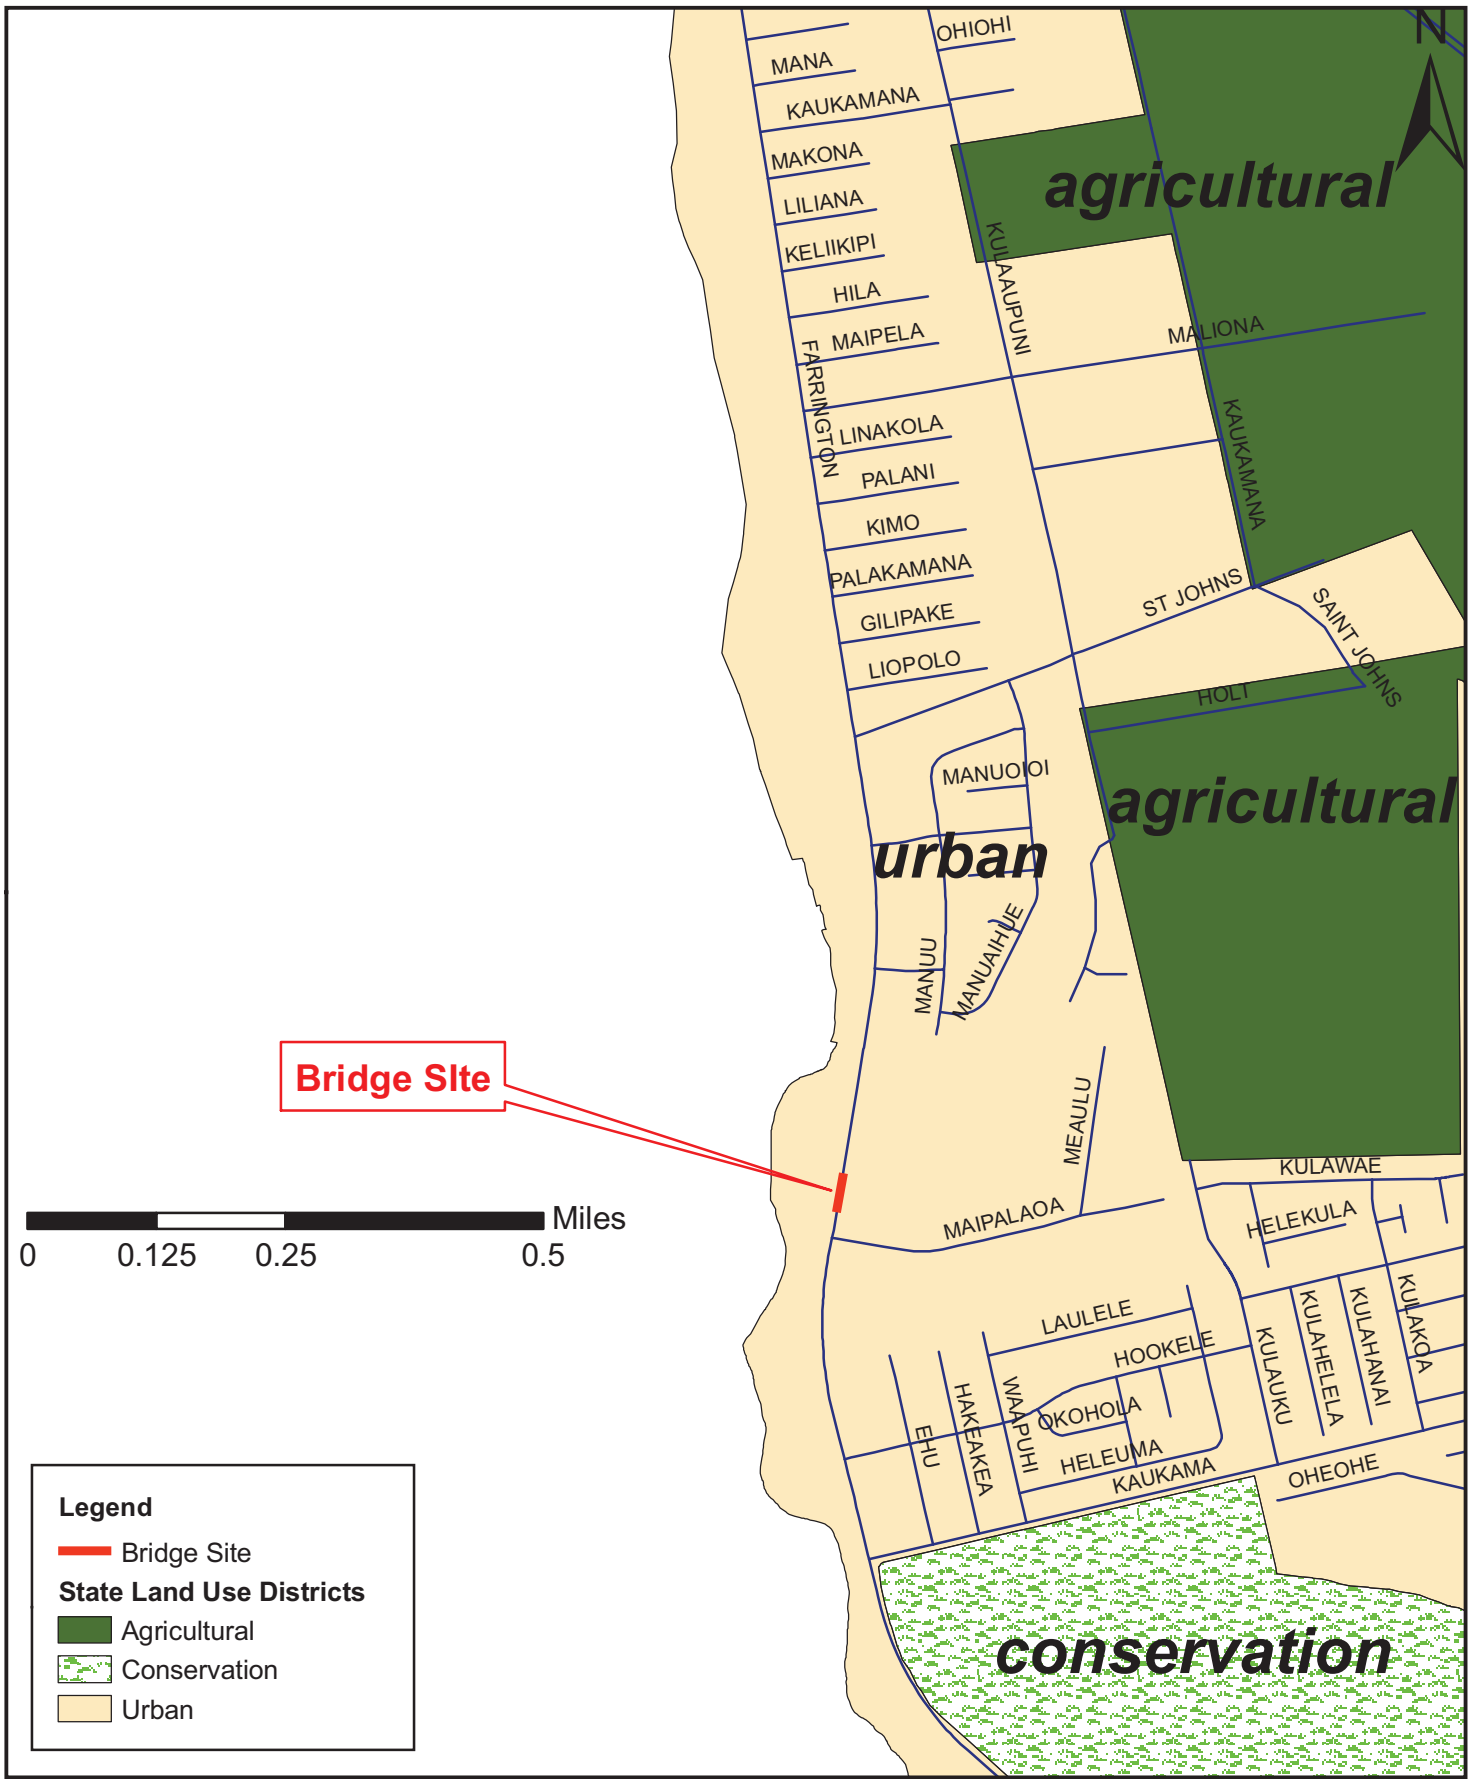 N
OHIOHI
MANA
KAUKAMANA
MAKONA
agricultural
LILIANA
KELIIKIPI
KULAAUPUNI
HILA
MAIPELA
MALIONA
FARRINGTON
LINAKOLA
KAUKAMANA
PALANI
KIMO
PALAKAMANA
ST JOHNS
SAINT JOHNS
GILIPAKE
LIOPOLO
HOLT
MANUOIOI
agricultural
urban
MANUU
MANUAIHUE
Bridge SIte
MEAULU
KULAWAE
MAIPALAOA
HELEKULA
Miles
0 0.125 0.25 0.5
LAULELE
HOOKELE
KULAUKU
KULAHELELA
KULAHANAI
KULAKOA
EHU
HAKEAKEA
WAAPUHI
OKOHOLA
HELEUMA
KAUKAMA
OHEOHE
conservation
Legend
Bridge Site
State Land Use Districts
Agricultural
Conservation
Urban